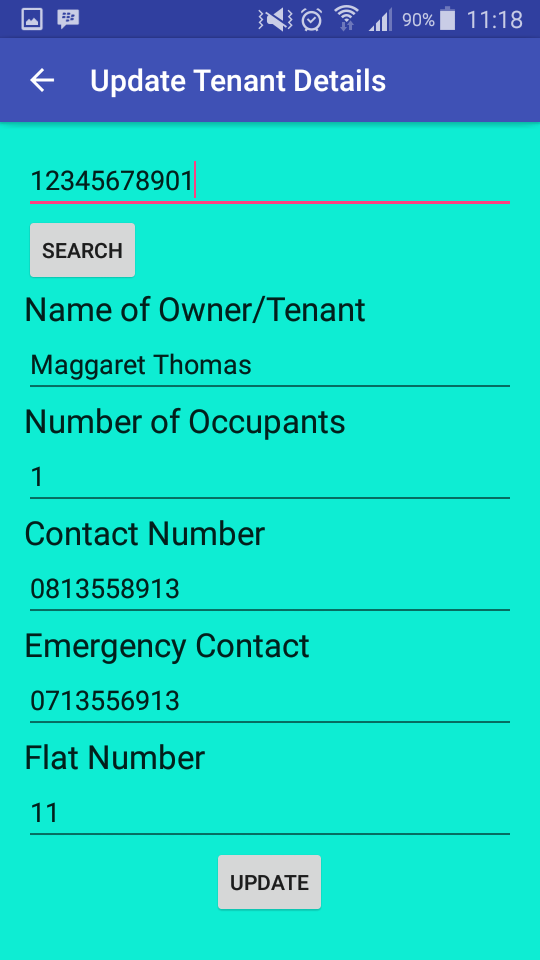 90% 11:18
Update Tenant Details
12345678901
SEARCH
Name of Owner/Tenant
Maggaret Thomas
Number of Occupants
1
Contact Number
0813558913
Emergency Contact
0713556913
Flat Number
11
UPDATE